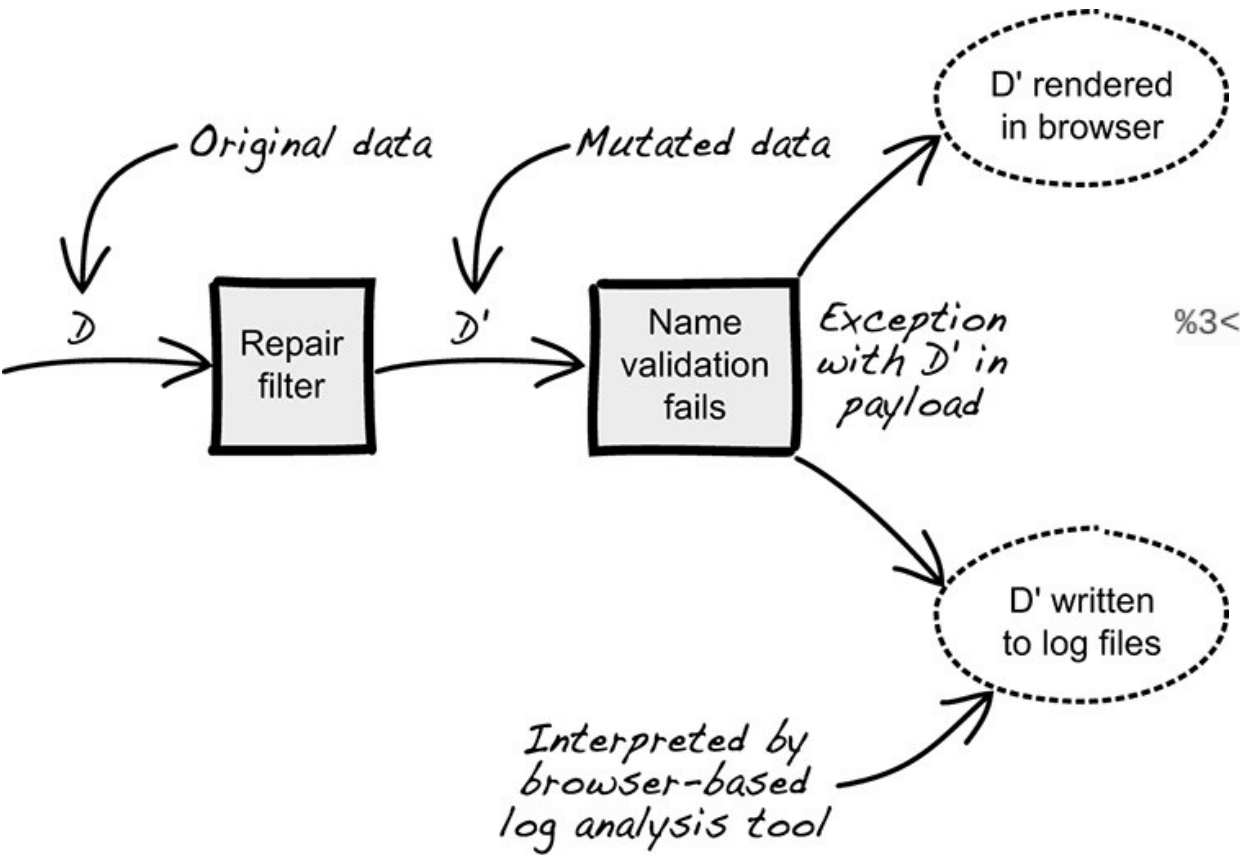 Original data
Mutated data
D' rendered
in browser
D
Repair
filter
D'
Name
validation
fails
Exception
with D' in
payload
%3<
D' written
to log files
Interpreted by
browser-based
log analysis tool